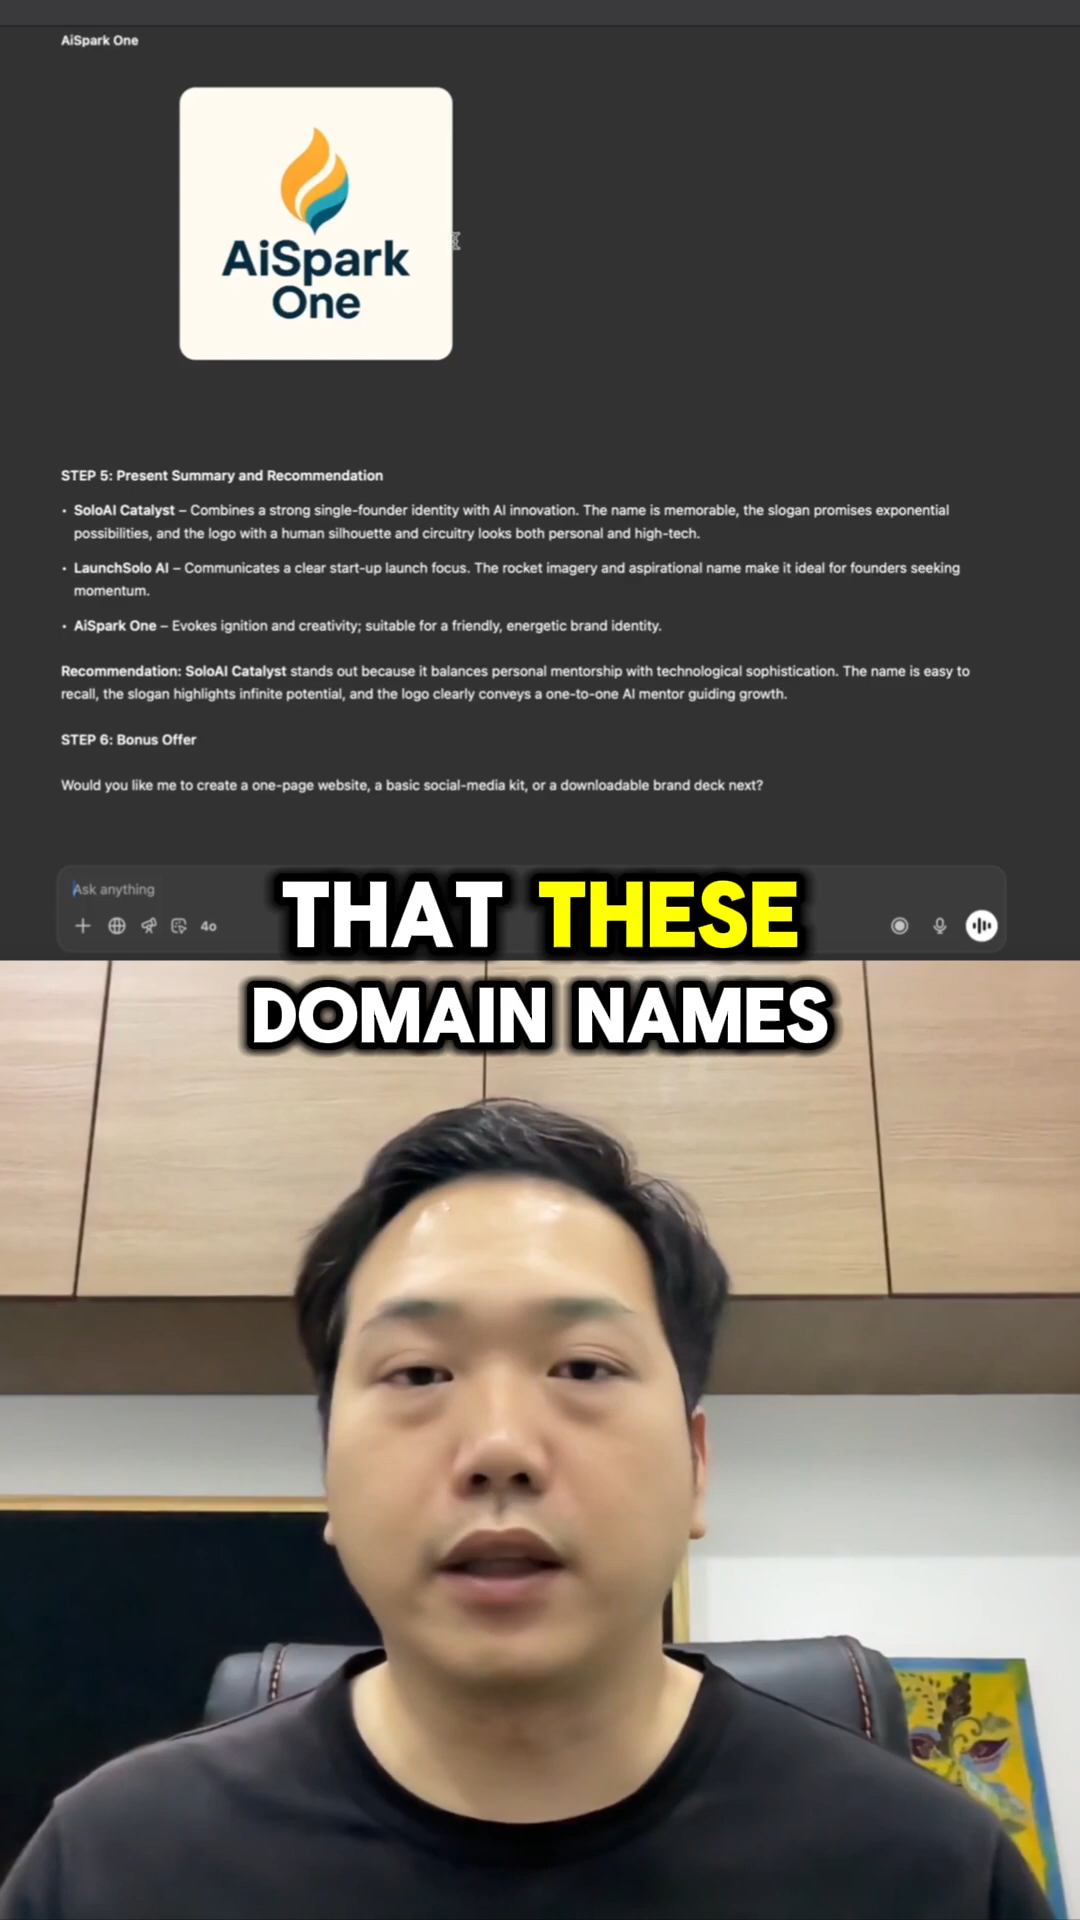 AiSpark One
AiSpark
One
STEP 5: Present Summary and Recommendation
• SoloAI Catalyst – Combines a strong single-founder identity with AI innovation. The name is memorable, the slogan promises exponential
possibilities, and the logo with a human silhouette and circuitry looks both personal and high-tech.
• LaunchSolo AI – Communicates a clear start-up launch focus. The rocket imagery and aspirational name make it ideal for founders seeking
momentum.
• AiSpark One – Evokes ignition and creativity; suitable for a friendly, energetic brand identity.
Recommendation: SoloAI Catalyst stands out because it balances personal mentorship with technological sophistication. The name is easy to
recall, the slogan highlights infinite potential, and the logo clearly conveys a one-to-one AI mentor guiding growth.
STEP 6: Bonus Offer
Would you like me to create a one-page website, a basic social-media kit, or a downloadable brand deck next?
Ask anything
4o
THAT THESE
DOMAIN NAMES